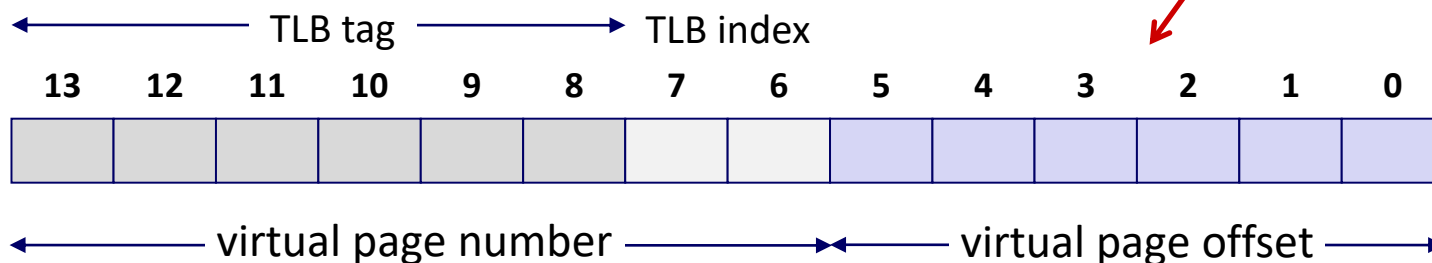 TLB tag TLB index
13 12 11 10 9 8 7 6 5 4 3 2 1 0
virtual page number virtual page offset